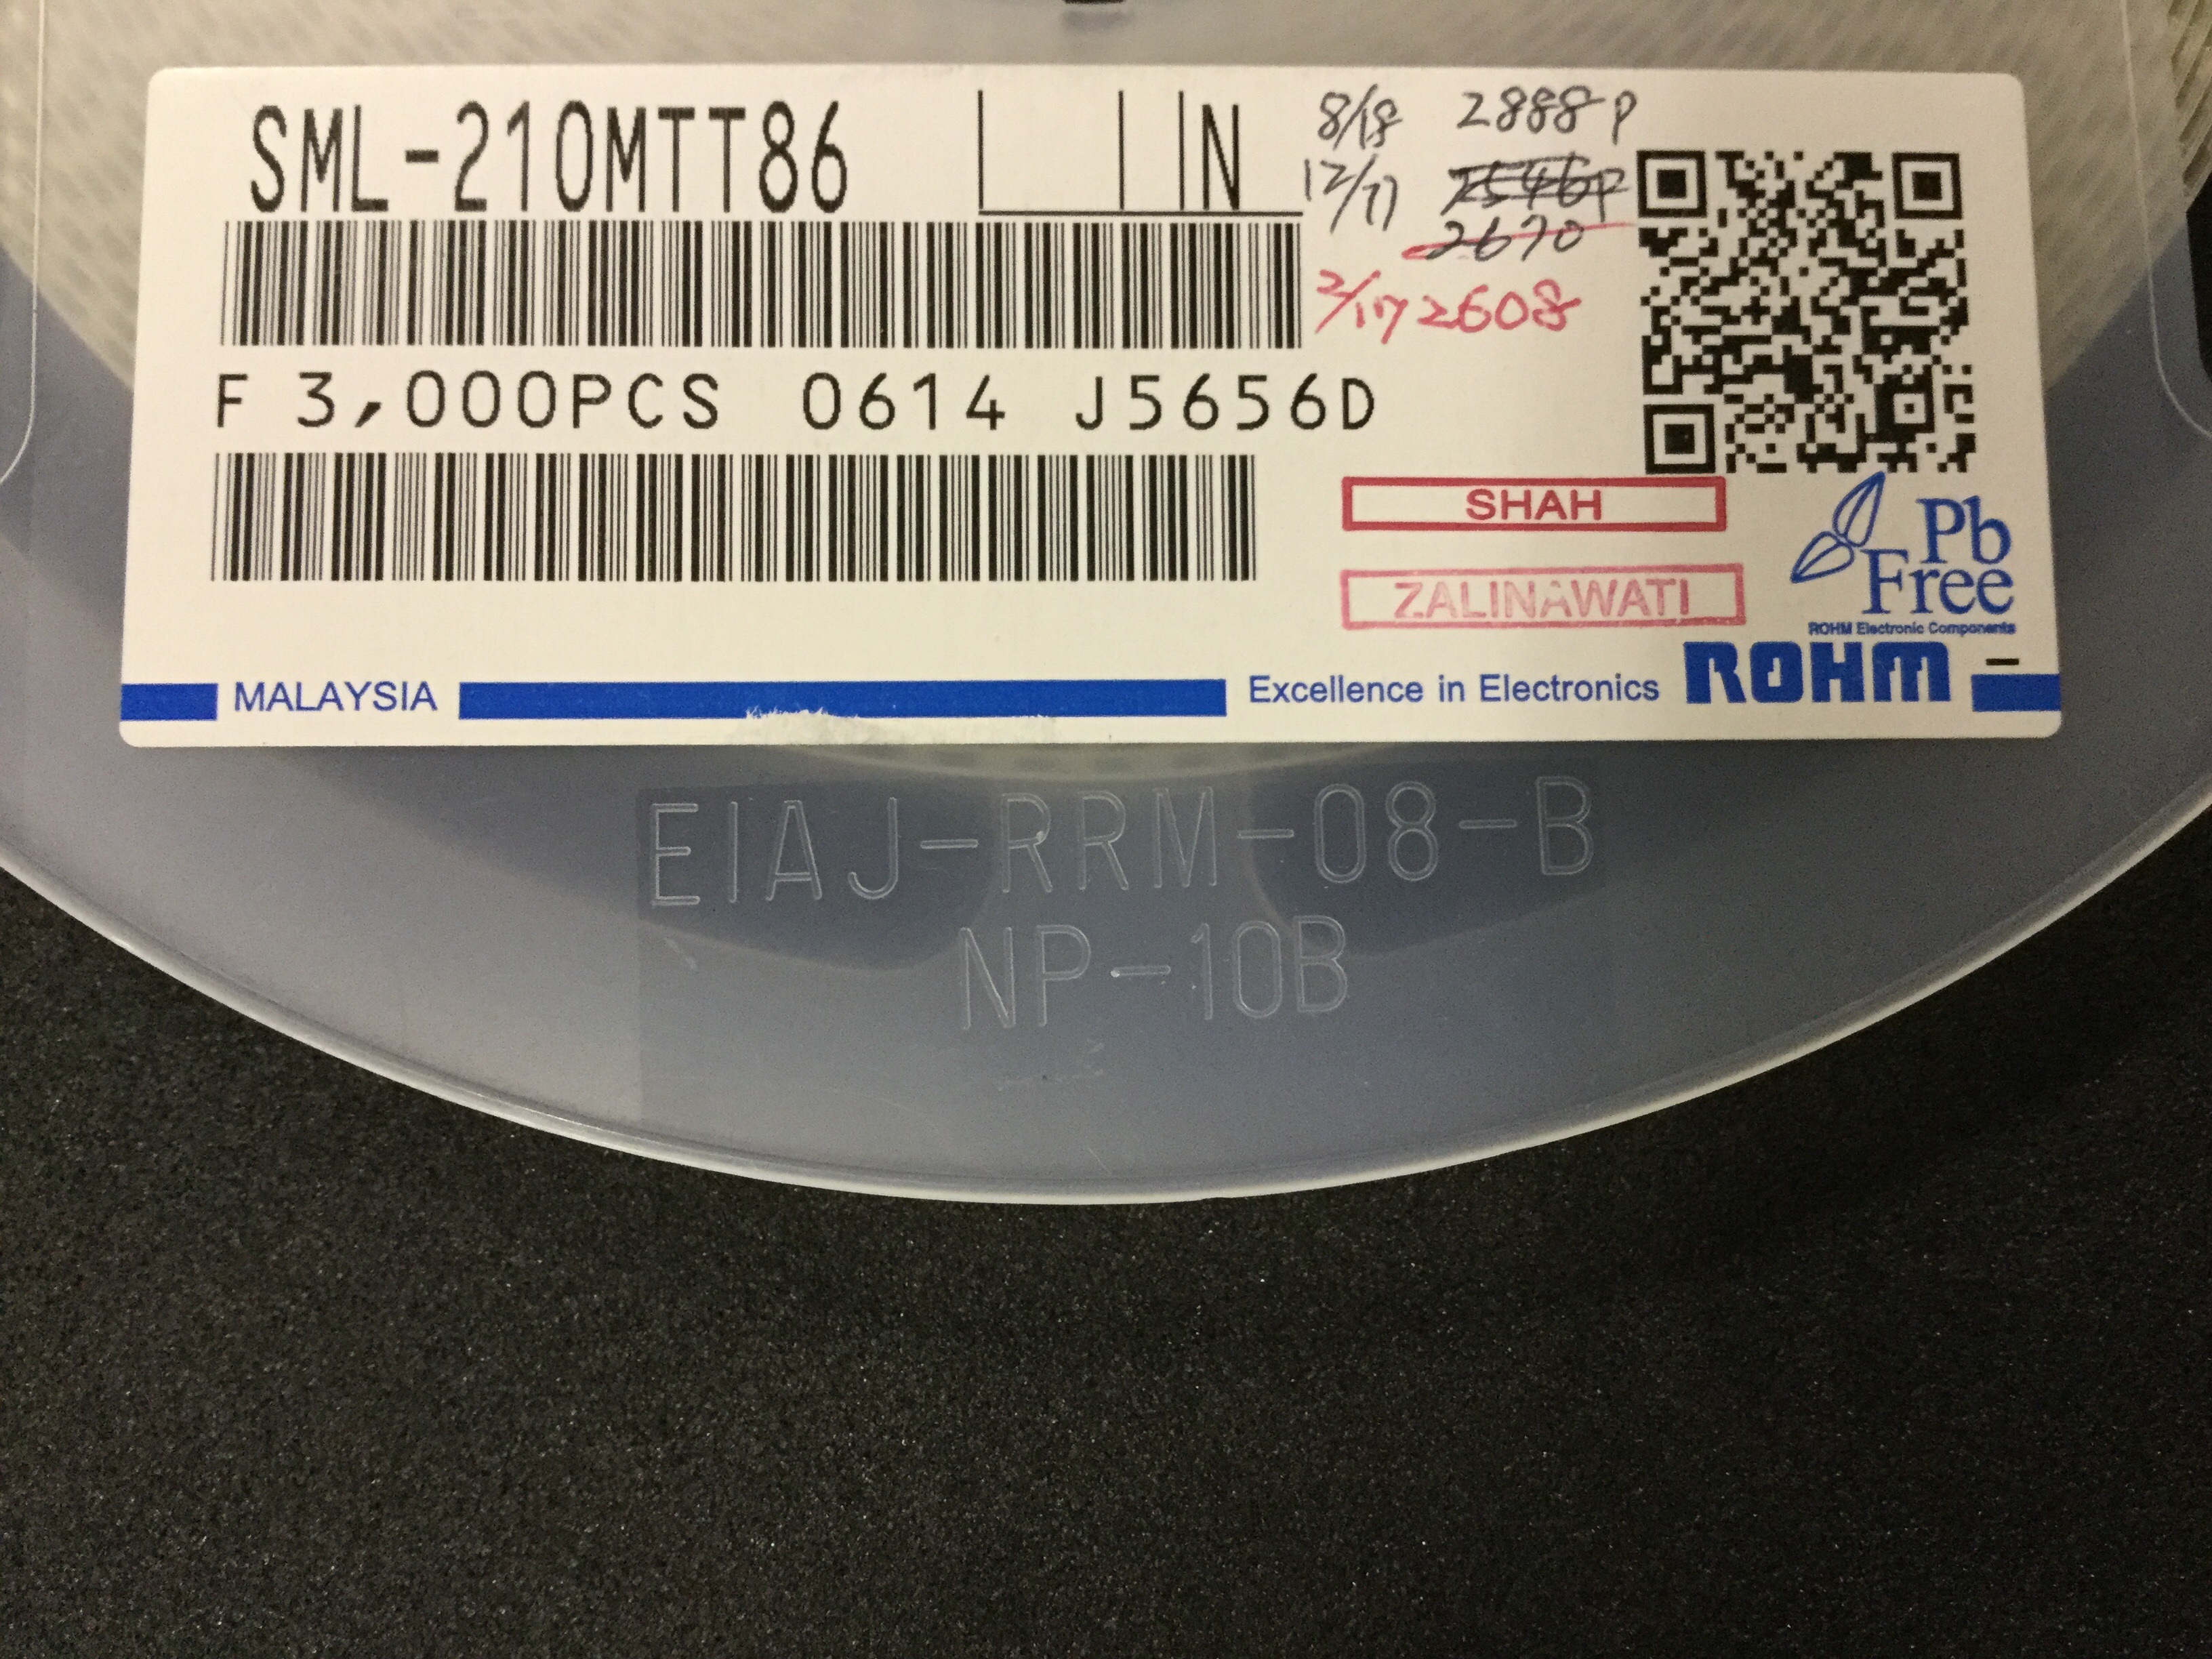 SML-210MTT86 N
8/18 2888 P
12/17
2670
2/17 2608
F 3,000PCS 0614 J5656D
SHAH
ZALINAWATI
Pb
Free
ROHM Electronic Components
MALAYSIA Excellence in Electronics ROHM
EIAJ-RRM-08-B
NP-10B